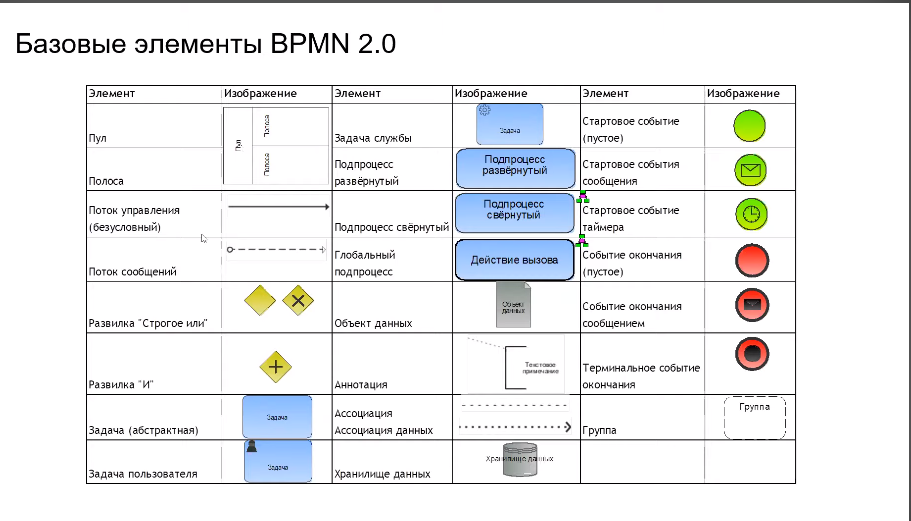 Базовые элементы BPMN 2.0
Элемент Изображение Элемент Изображение Элемент Изображение
Пул
Пул
Полоса
Полоса
Задача службы
Задача
Стартовое событие
(пустое)
Полоса
Подпроцесс
развёрнутый
Подпроцесс
развёрнутый
Стартовое события
сообщения
Поток управления
(безусловный)
Подпроцесс свёрнутый
Подпроцесс
свёрнутый
Стартовое событие
таймера
Поток сообщений
Глобальный
подпроцесс
Действие вызова
Событие окончания
(пустое)
Развилка "Строгое или"
Объект данных
Объект
данных
Событие окончания
сообщением
Развилка "И"
Аннотация
Текстовое
примечание
Терминальное событие
окончания
Задача (абстрактная)
Задача
Ассоциация
Ассоциация данных
Группа
Группа
Задача пользователя
Задача
Хранилище данных
Хранилище данных